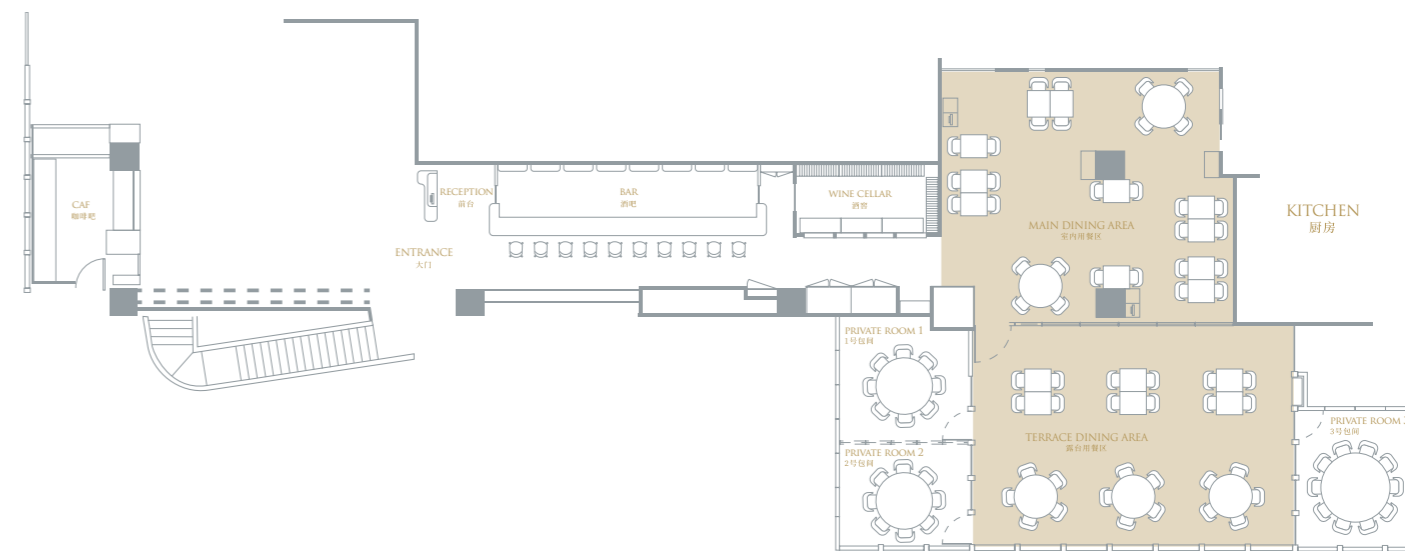 CAF
咖啡吧
RECEPTION
前台
ENTRANCE
大门
BAR
酒吧
WINE CELLAR
酒窖
MAIN DINING AREA
室内用餐区
KITCHEN
厨房
PRIVATE ROOM 1
1号包间
PRIVATE ROOM 2
2号包间
TERRACE DINING AREA
露台用餐区
PRIVATE ROOM
3号包间